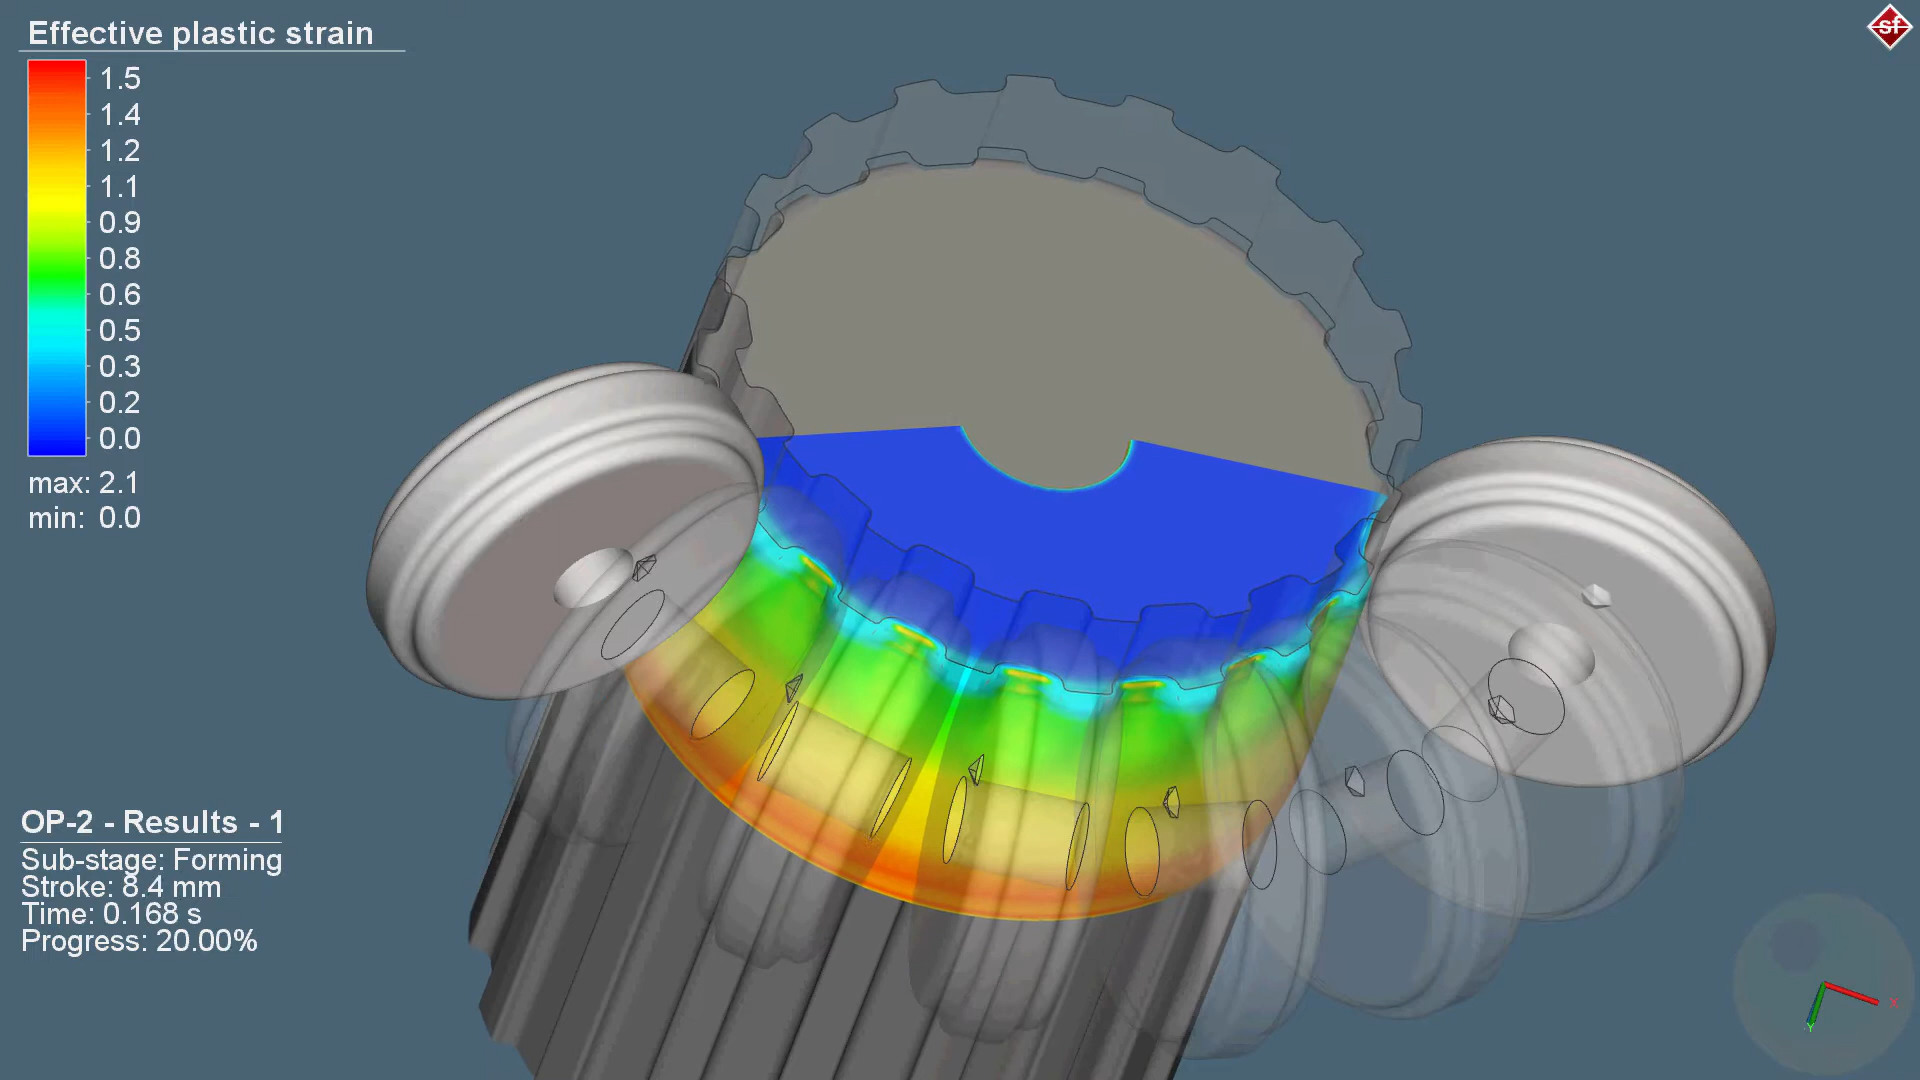 Effective plastic strain
1.5
1.4
1.2
1.1
0.9
0.8
0.6
0.5
0.3
0.2
0.0
max: 2.1
min: 0.0
sf
OP-2 - Results - 1
Sub-stage: Forming
Stroke: 8.4 mm
Time: 0.168 s
Progress: 20.00%
X
Y